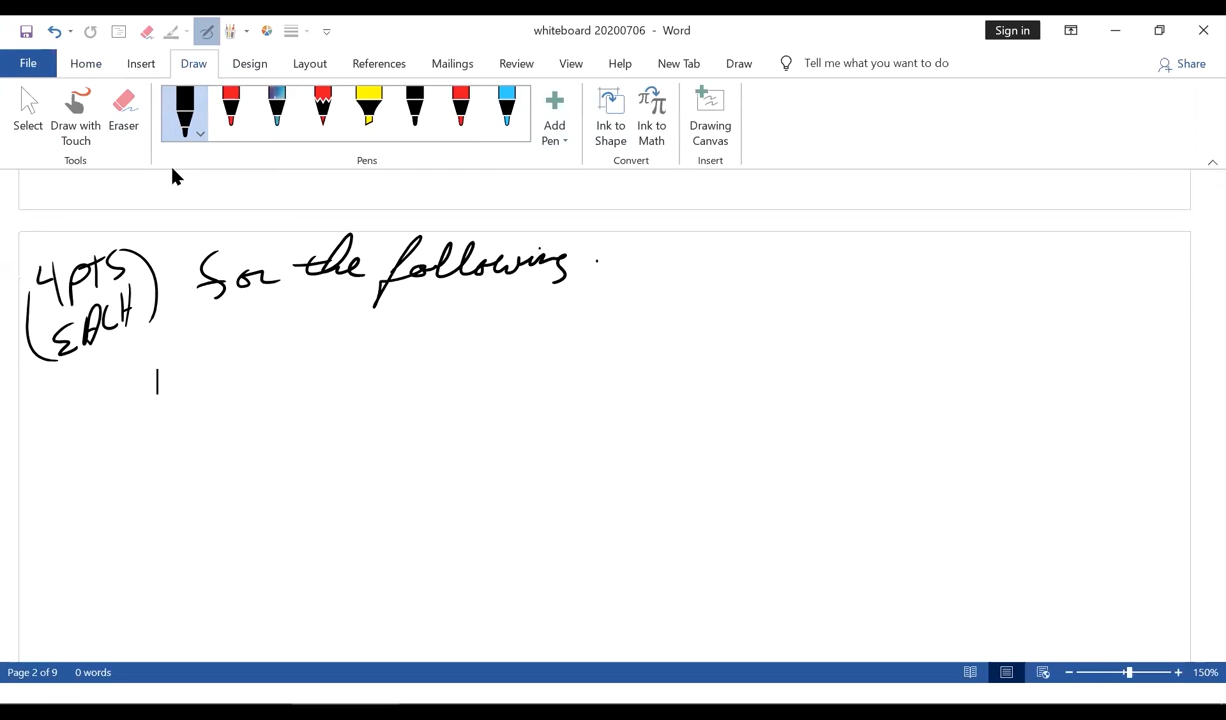 whiteboard 20200706 - Word
Sign in
File Home Insert Draw Design Layout References Mailings Review View Help New Tab Draw Tell me what you want to do Share
Select Draw with Touch Eraser Add Pen Ink to Shape Ink to Math Drawing Canvas
Tools Pens Convert Insert
(4pts For the following
EACH)
Page 2 of 9 0 words 150%